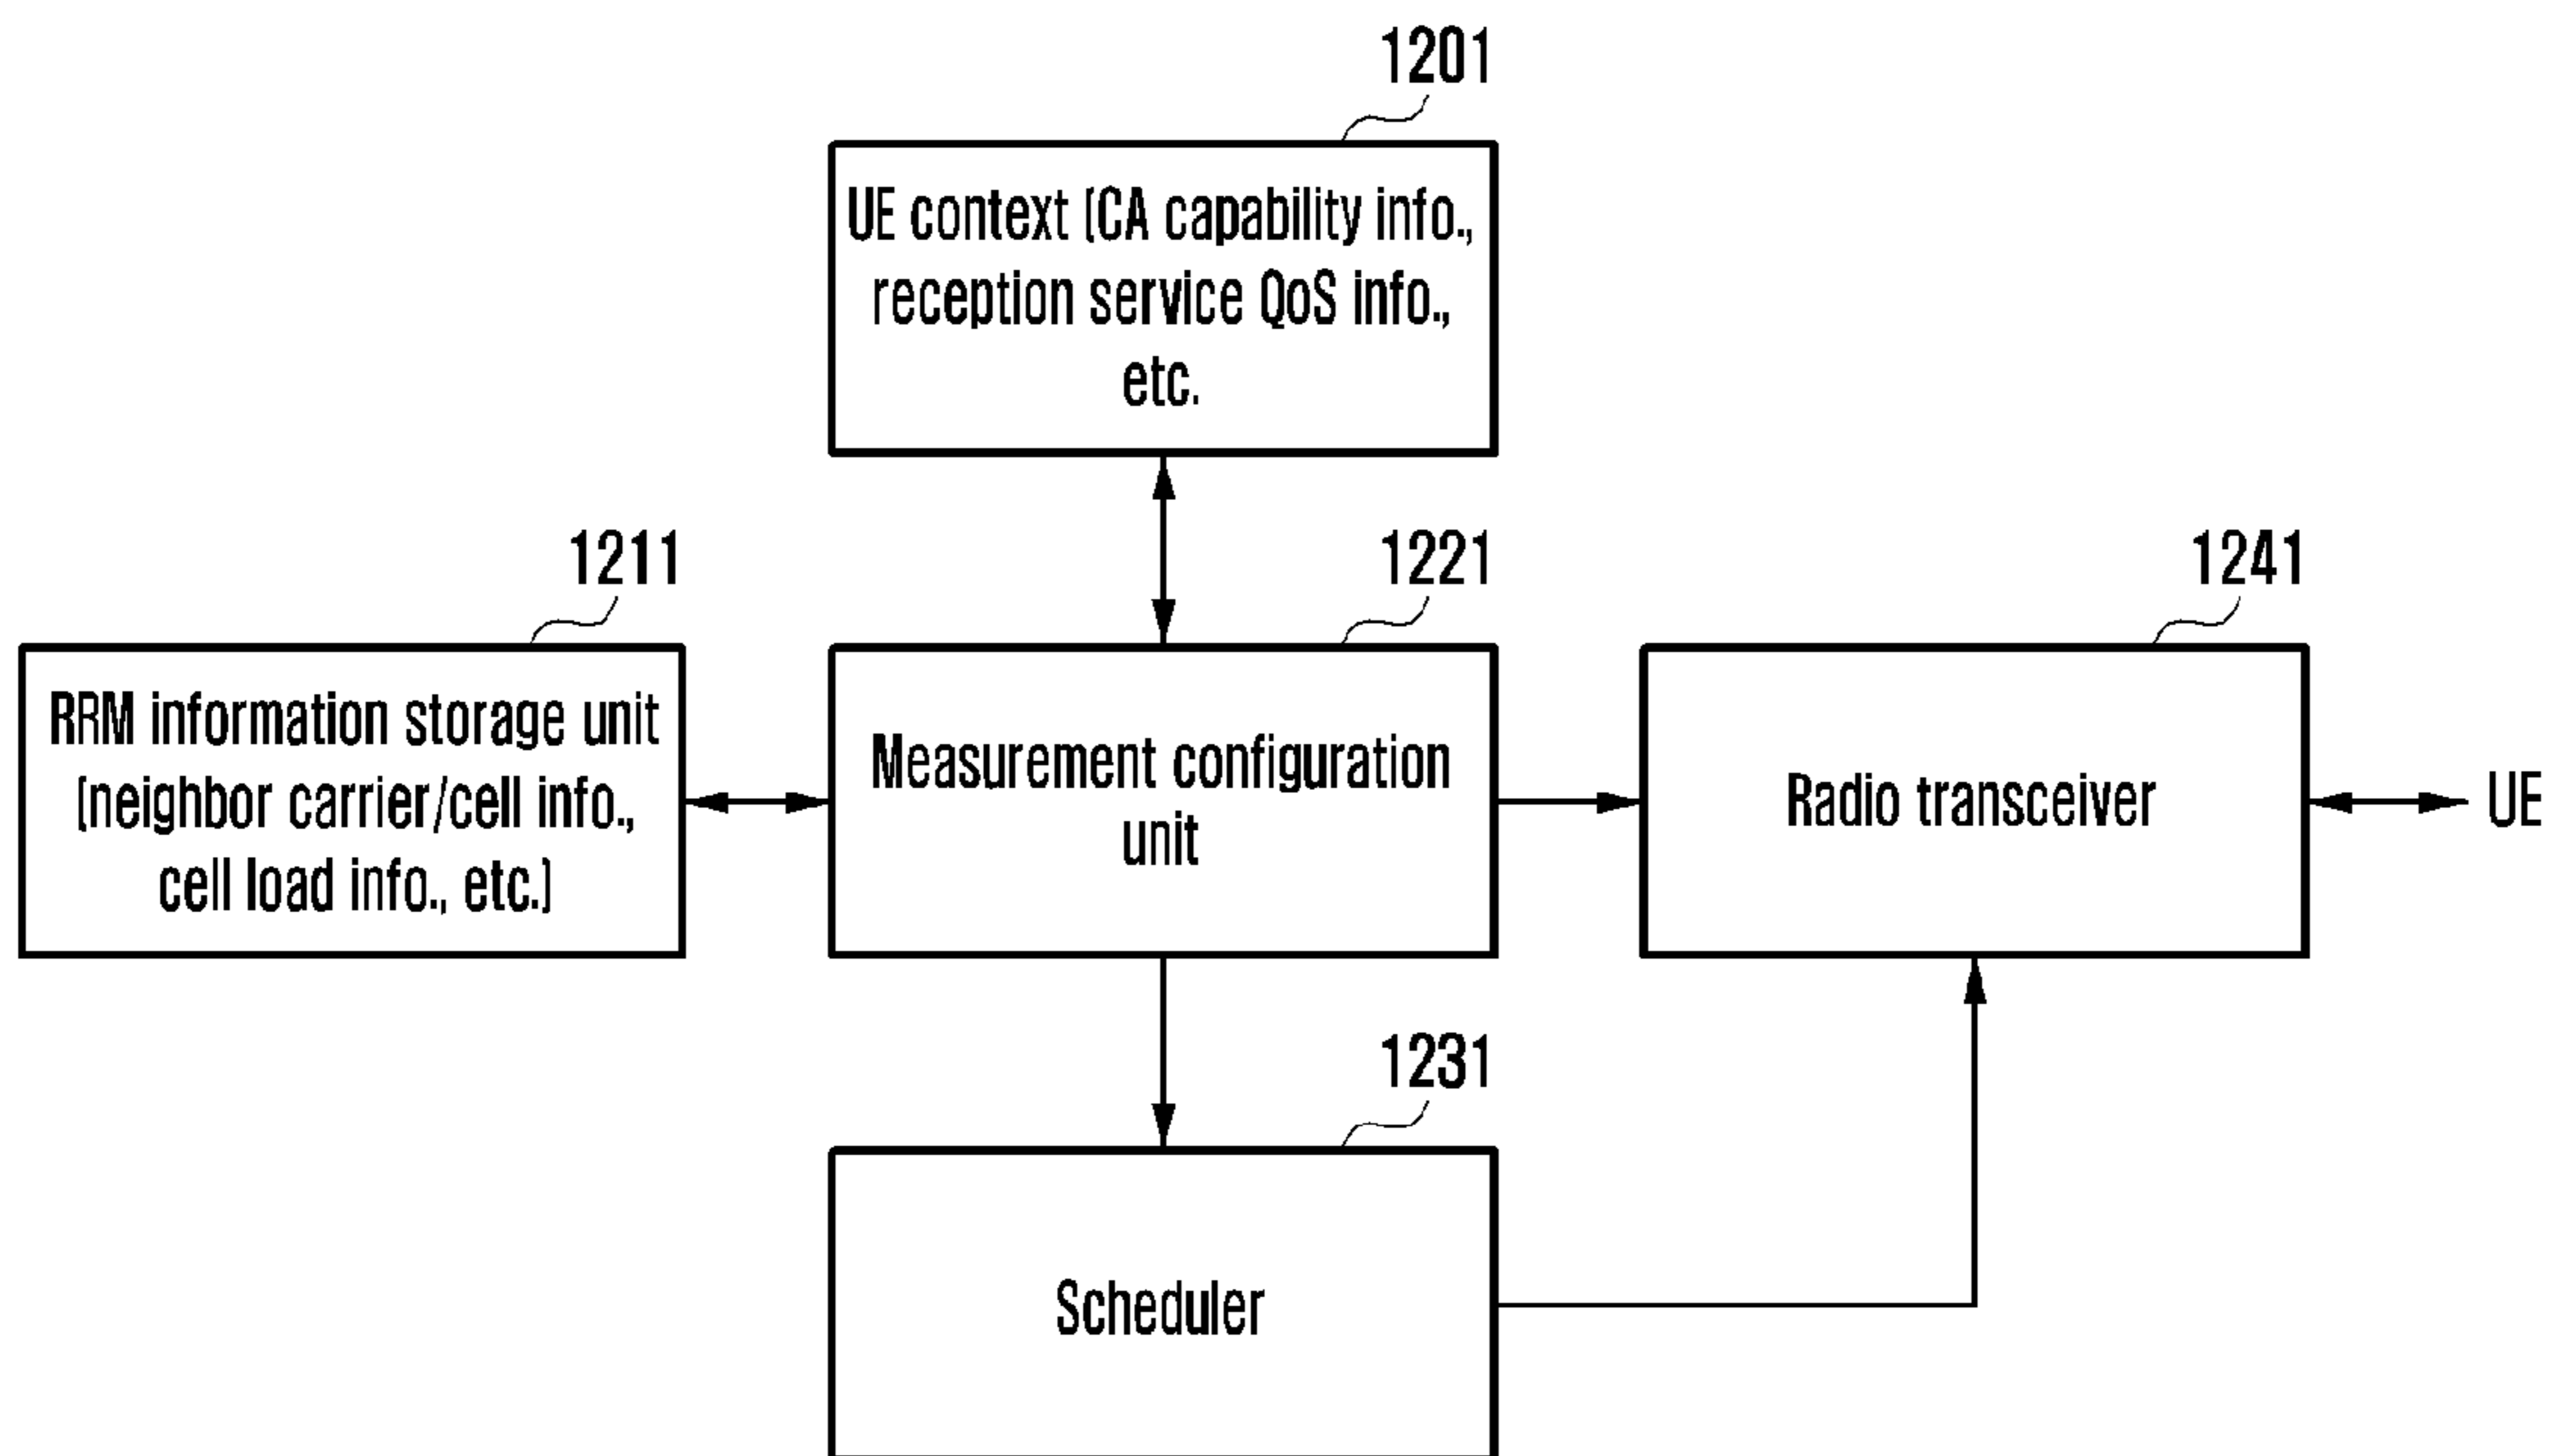 1201
UE context (CA capability info.,
reception service QoS info.,
etc.
1211
1221
1241
RRM information storage unit
(neighbor carrier/cell info.,
cell load info., etc.)
Measurement configuration
unit
Radio transceiver
UE
1231
Scheduler